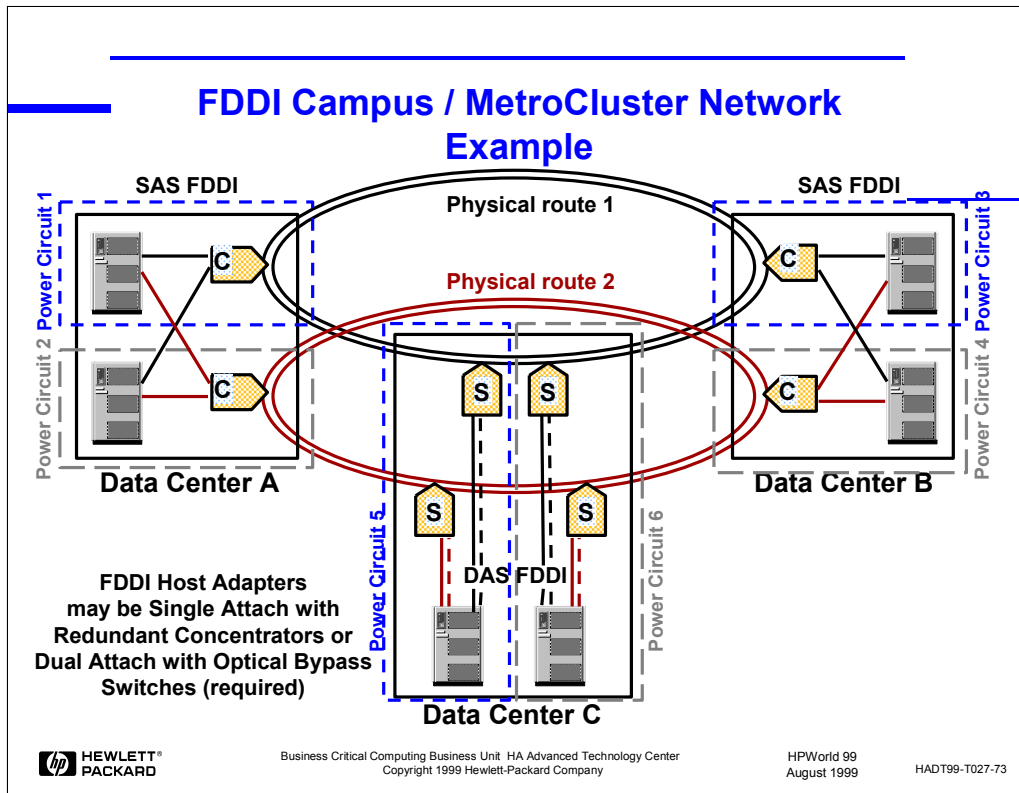 FDDI Campus / MetroCluster Network
Example
SAS FDDI
SAS FDDI
Physical route 1
Physical route 2
Power Circuit 1
Power Circuit 2
Power Circuit 3
Power Circuit 4
C
C
C
C
S
S
S
S
Data Center A
Data Center B
Power Circuit 5
Power Circuit 6
DAS FDDI
FDDI Host Adapters
may be Single Attach with
Redundant Concentrators or
Dual Attach with Optical Bypass
Switches (required)
Data Center C
hp HEWLETT®
PACKARD
Business Critical Computing Business Unit HA Advanced Technology Center
Copyright 1999 Hewlett-Packard Company
HPWorld 99
August 1999
HADT99-T027-73